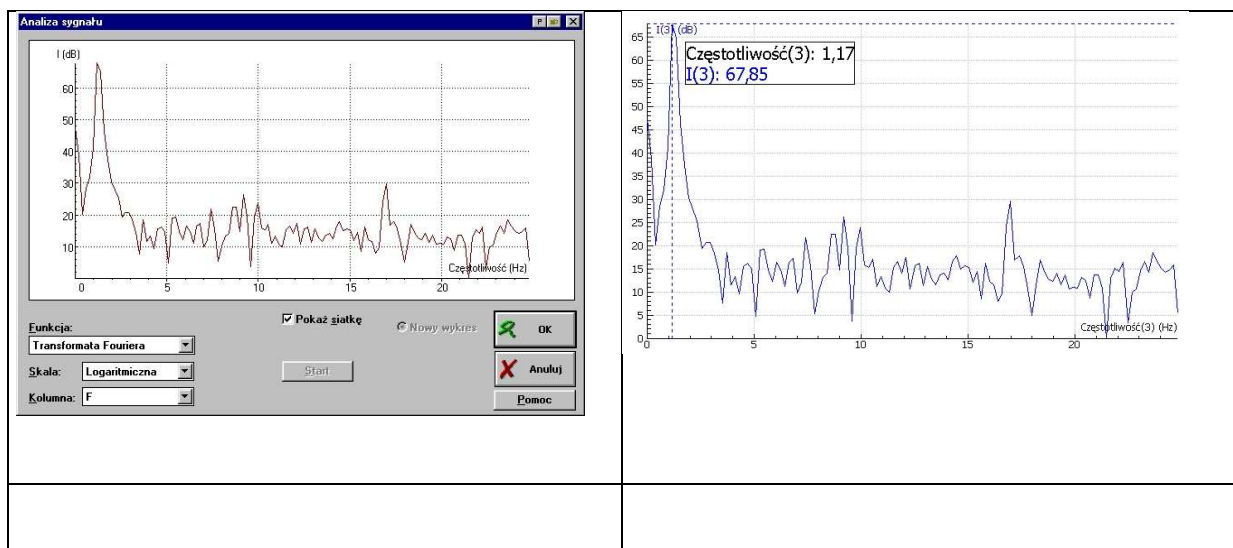 Analiza sygnału
I (dB)
60
50
40
30
20
10
Częstotliwość (Hz)
0 5 10 15 20
Funkcja:
Transformata Fouriera
Skala: Logaritmiczna
Kolumna: F
Pokaż siatkę
Nowy wykres
Start
OK
Anuluj
Pomoc
I(3) (dB)
Częstotliwość(3): 1,17
I(3): 67,85
65
60
55
50
45
40
35
30
25
20
15
10
5
0
Częstotliwość(3) (Hz)
0 5 10 15 20